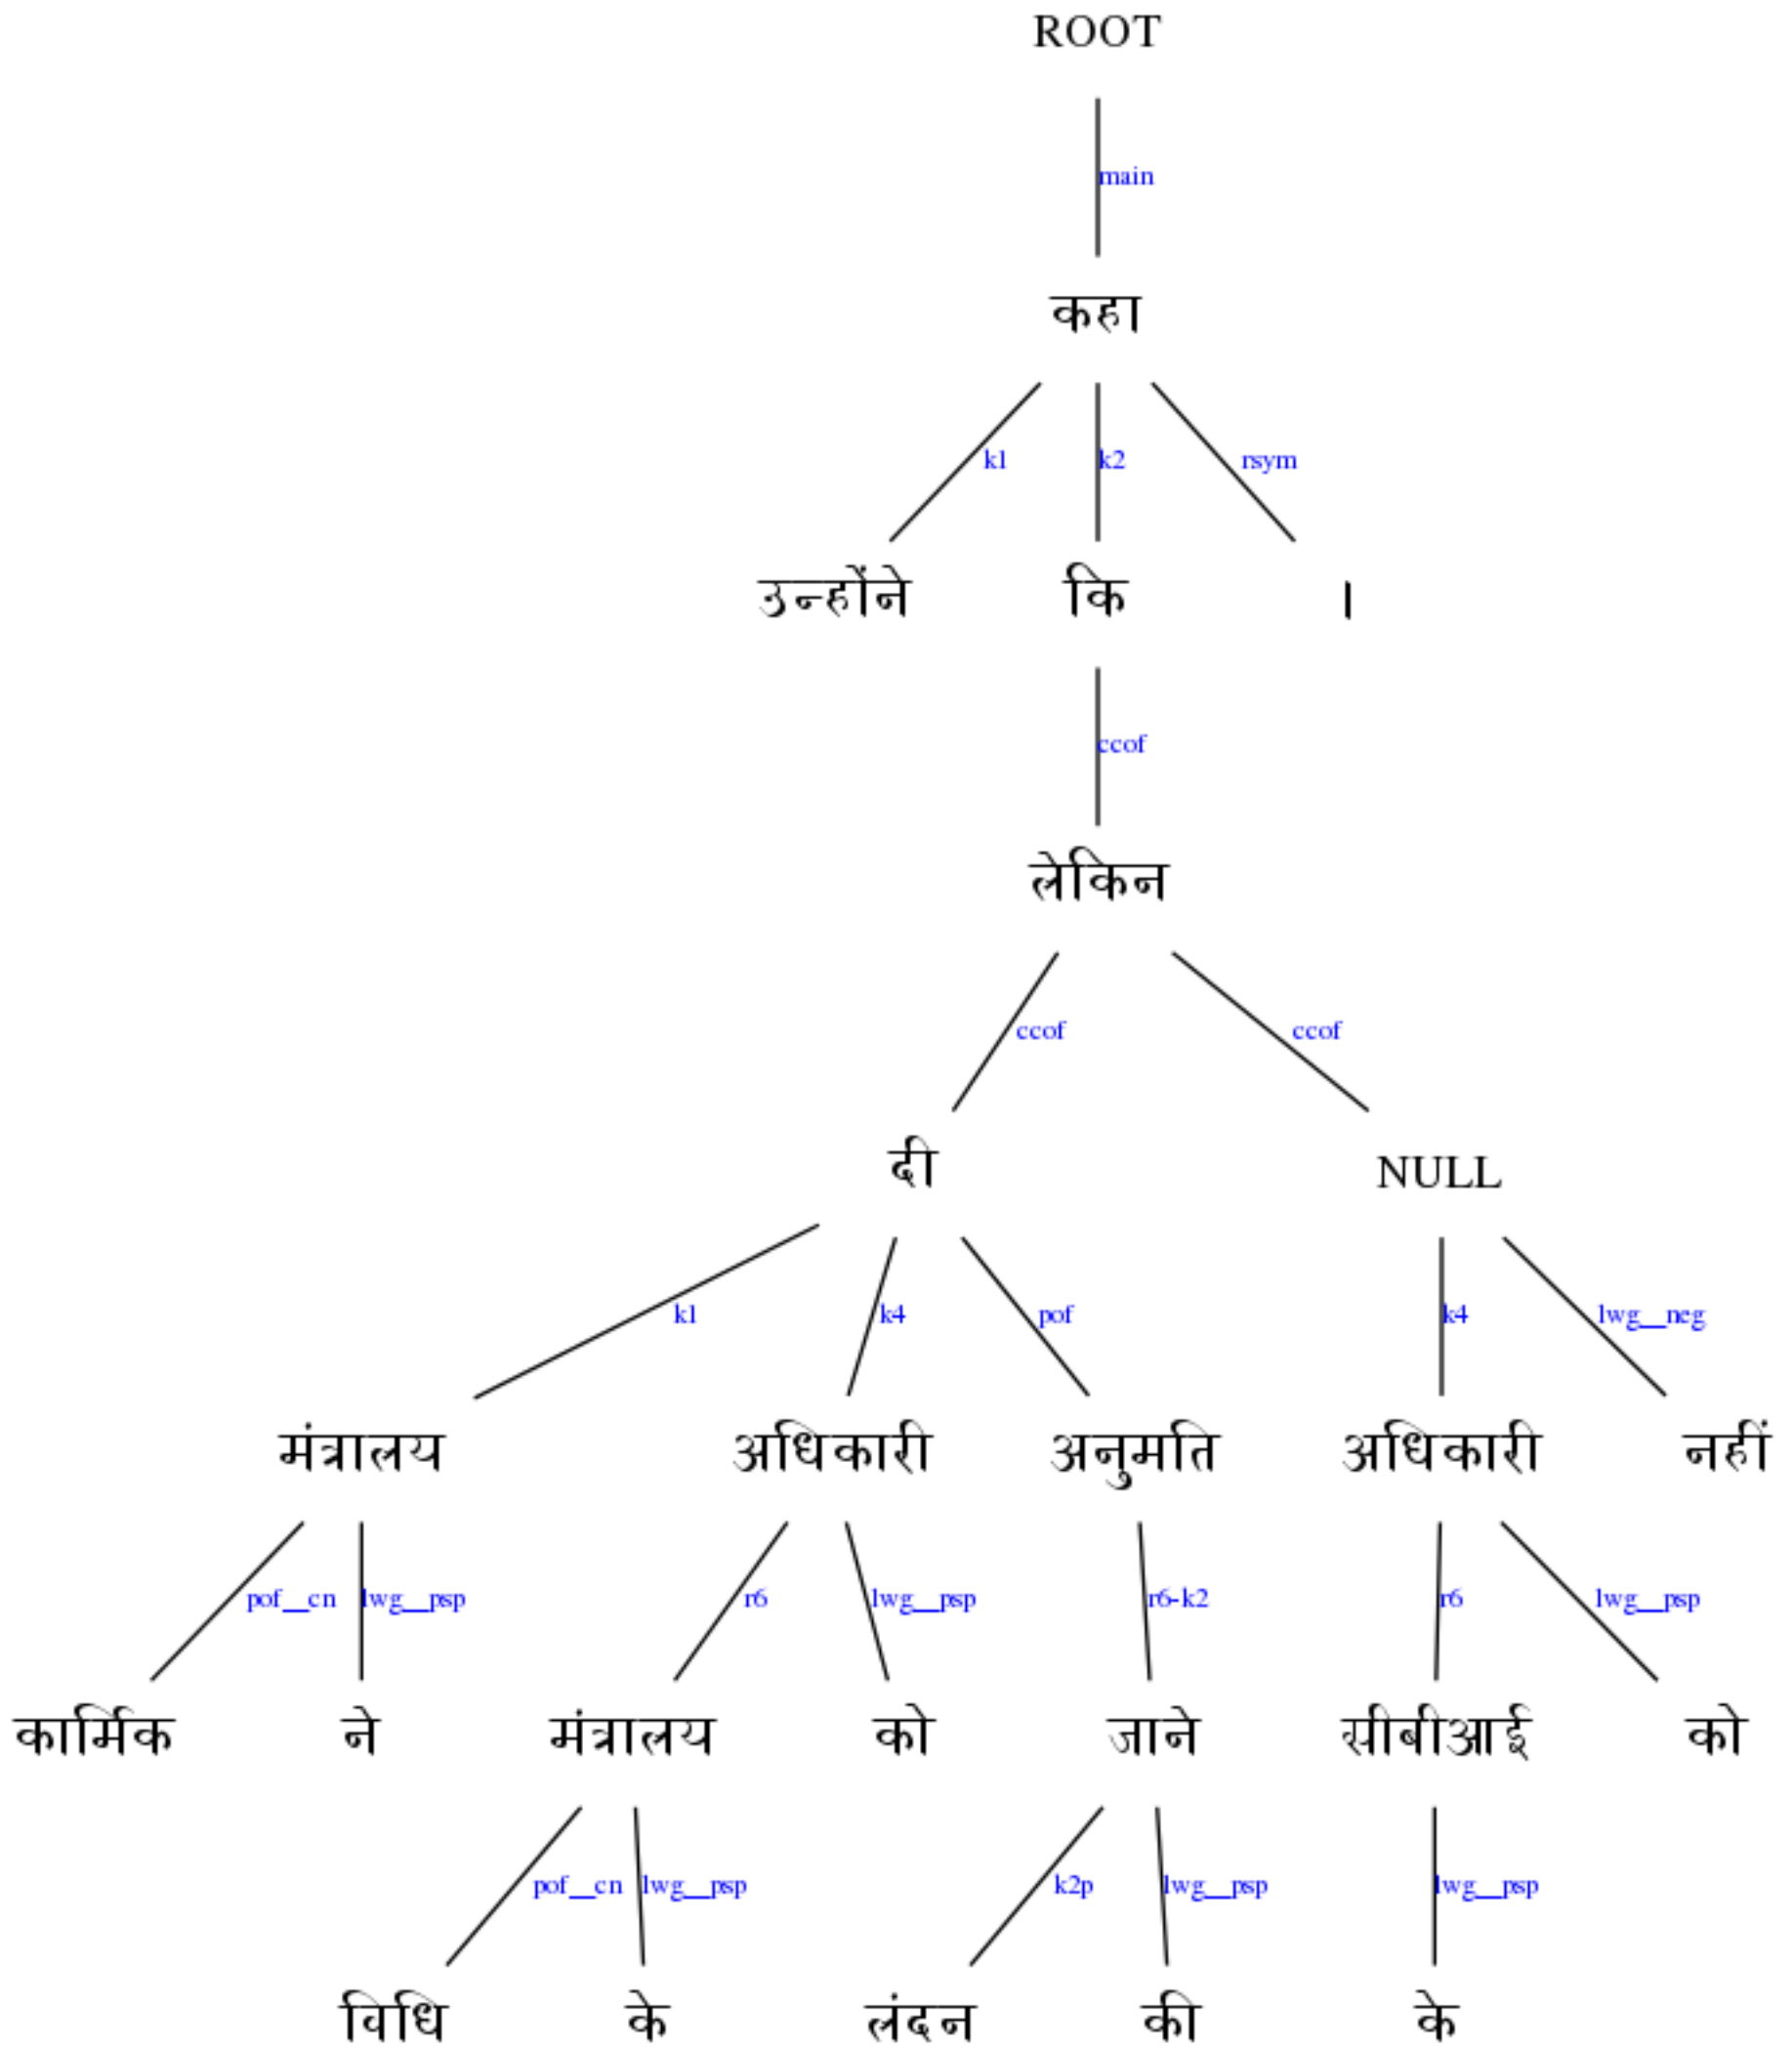 ROOT
main
कहा
k1 k2 rsym
उन्होंने कि ।
ccof
लेकिन
ccof ccof
दी NULL
k1 k4 pof k4 lwg__neg
मंत्रालय अधिकारी अनुमति अधिकारी नहीं
pof__cn lwg__psp r6 lwg__psp r6-k2 r6 lwg__psp
कार्मिक ने मंत्रालय को जाने सीबीआई को
pof__cn lwg__psp k2p lwg__psp lwg__psp
विधि के लंदन की के